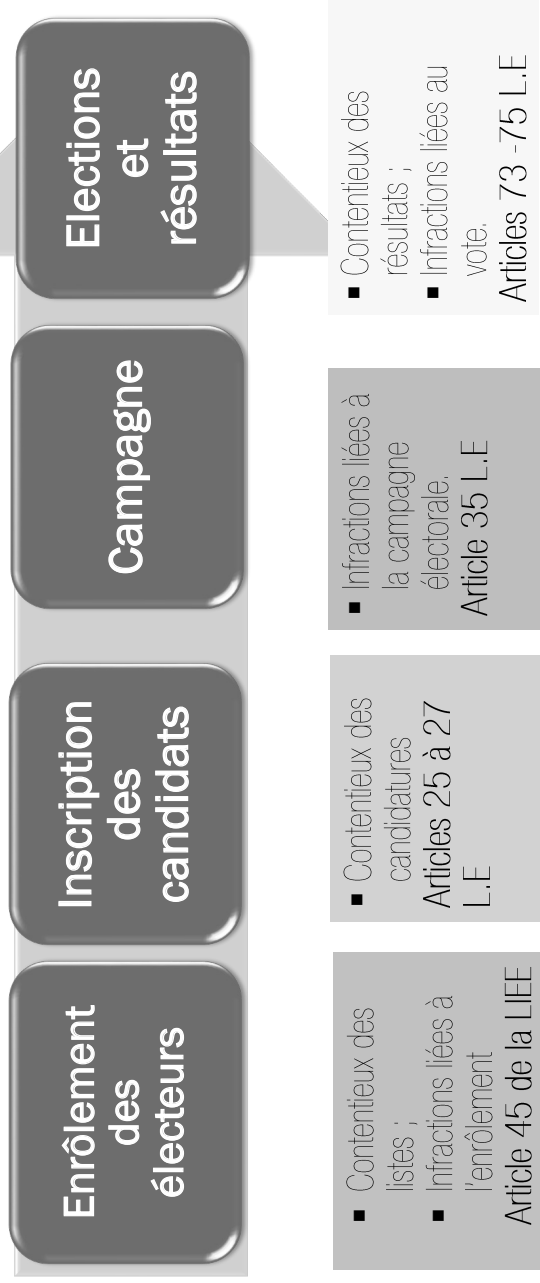 Enrôlement
des
électeurs
Inscription
des
candidats
Campagne
Elections
et
résultats
▪ Contentieux des
listes ;
▪ Infractions liées à
l'enrôlement
Article 45 de la LIEE
▪ Contentieux des
candidatures
Articles 25 à 27
L.E
▪ Infractions liées à
la campagne
électorale.
Article 35 L.E
▪ Contentieux des
résultats ;
▪ Infractions liées au
vote.
Articles 73 -75 L.E